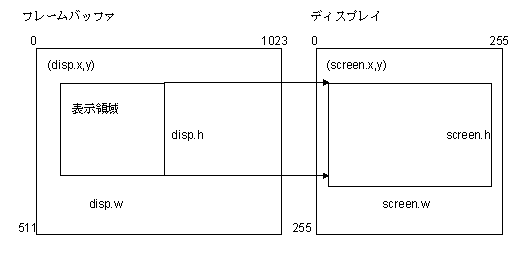 フレームバッファ
ディスプレイ
0
1023
0
255
(disp.x,y)
(screen.x,y)
表示領域
disp.h
screen.h
disp.w
screen.w
511
255